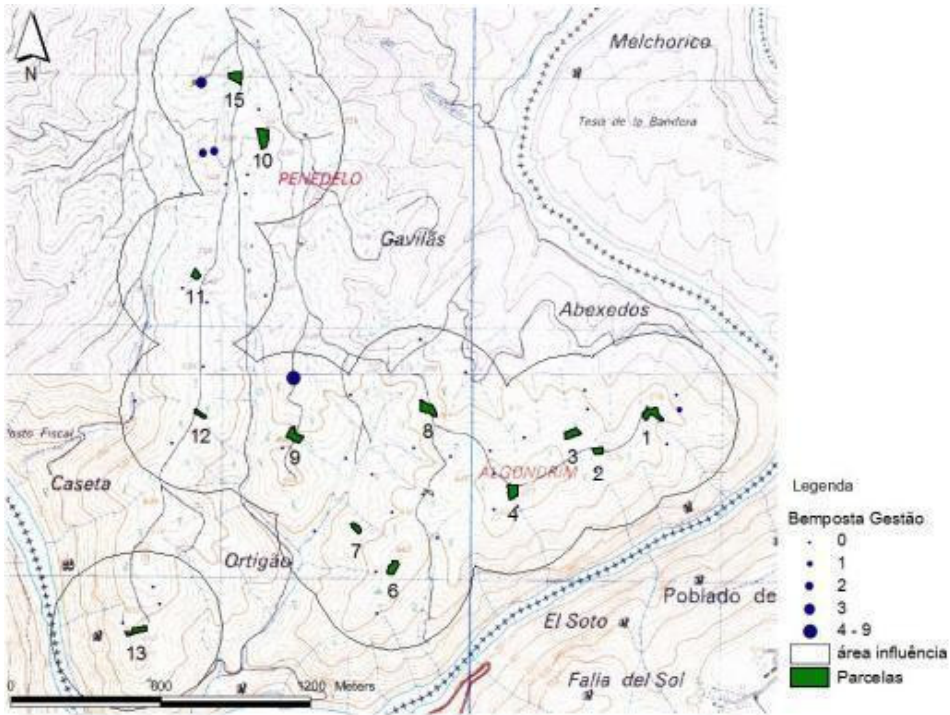 N
Melchorico
Tesa de la Bandera
15
10
PENEDELO
Gavilás
11
Abexedos
12
9
8
3
2
1
ALGONDRIM
4
Posto Fiscal
Caseta
7
Ortigão
6
Poblado de
El Soto
13
Falla del Sol
0 600 1200 Meters
Legenda
Bemposta Gestão
0
1
2
3
4 - 9
área influência
Parcelas